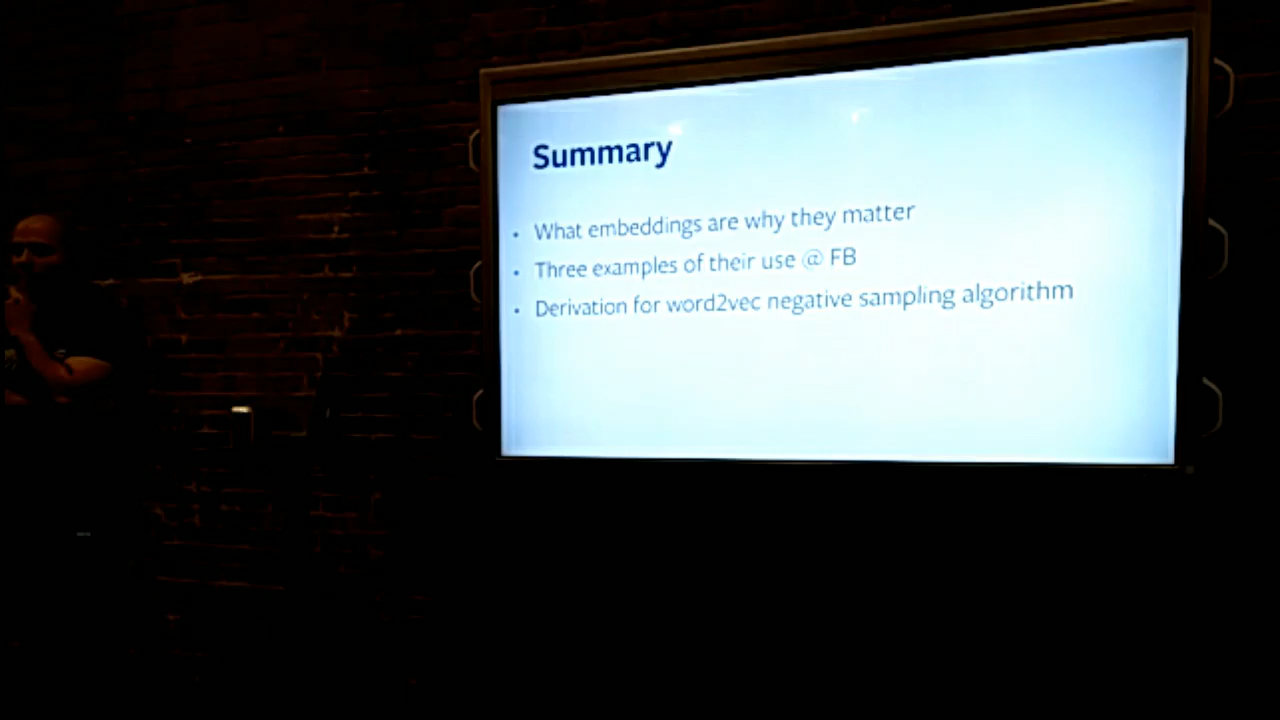 Summary
• What embeddings are why they matter
• Three examples of their use @ FB
• Derivation for word2vec negative sampling algorithm